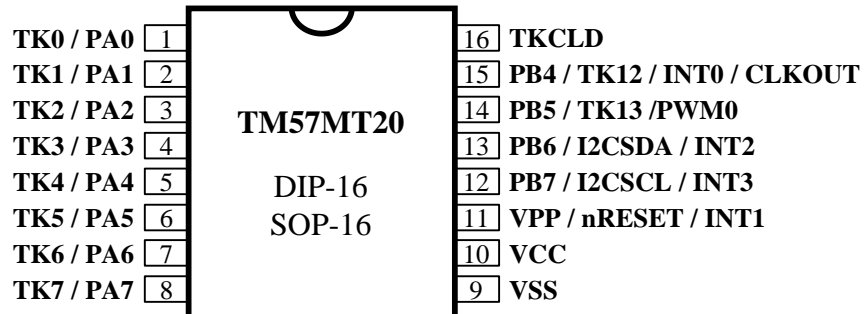 TK0 / PA0 1 16 TKCLD
TK1 / PA1 2 15 PB4 / TK12 / INT0 / CLKOUT
TK2 / PA2 3 14 PB5 / TK13 /PWM0
TM57MT20
TK3 / PA3 4 13 PB6 / I2CSDA / INT2
TK4 / PA4 5 DIP-16 12 PB7 / I2CSCL / INT3
TK5 / PA5 6 SOP-16 11 VPP / nRESET / INT1
TK6 / PA6 7 10 VCC
TK7 / PA7 8 9 VSS